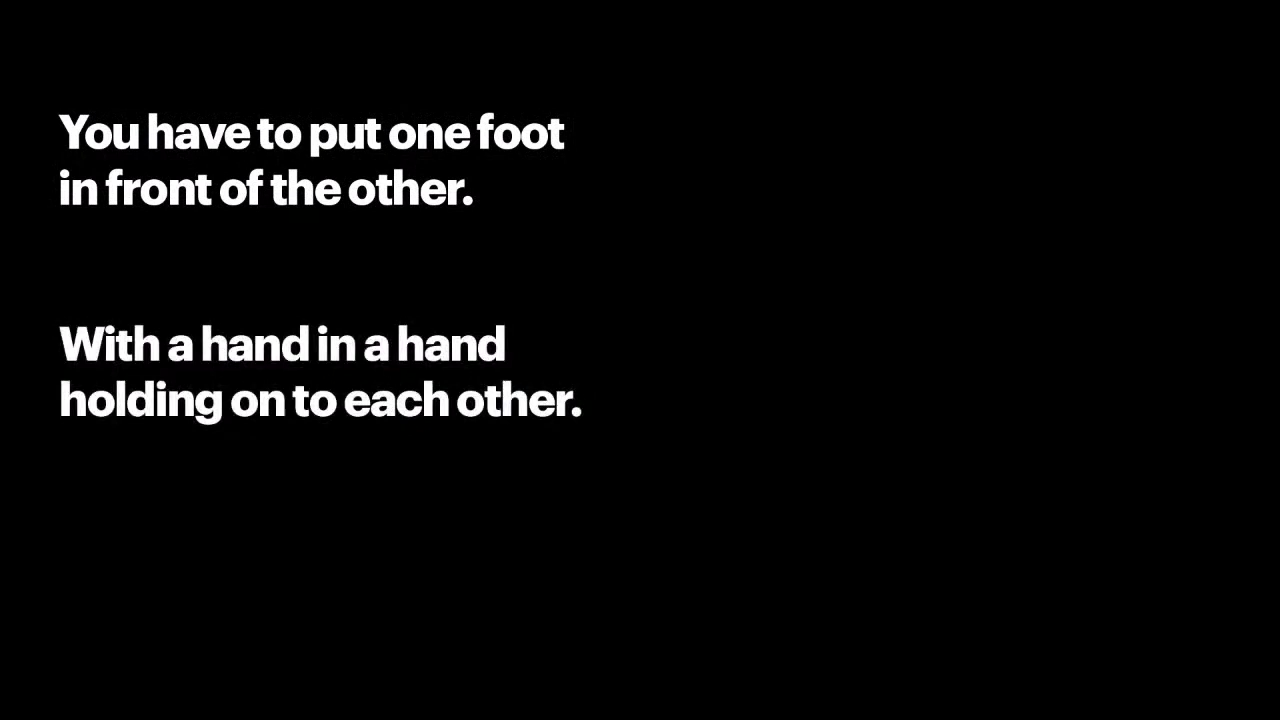 You have to put one foot
in front of the other.
With a hand in a hand
holding on to each other.